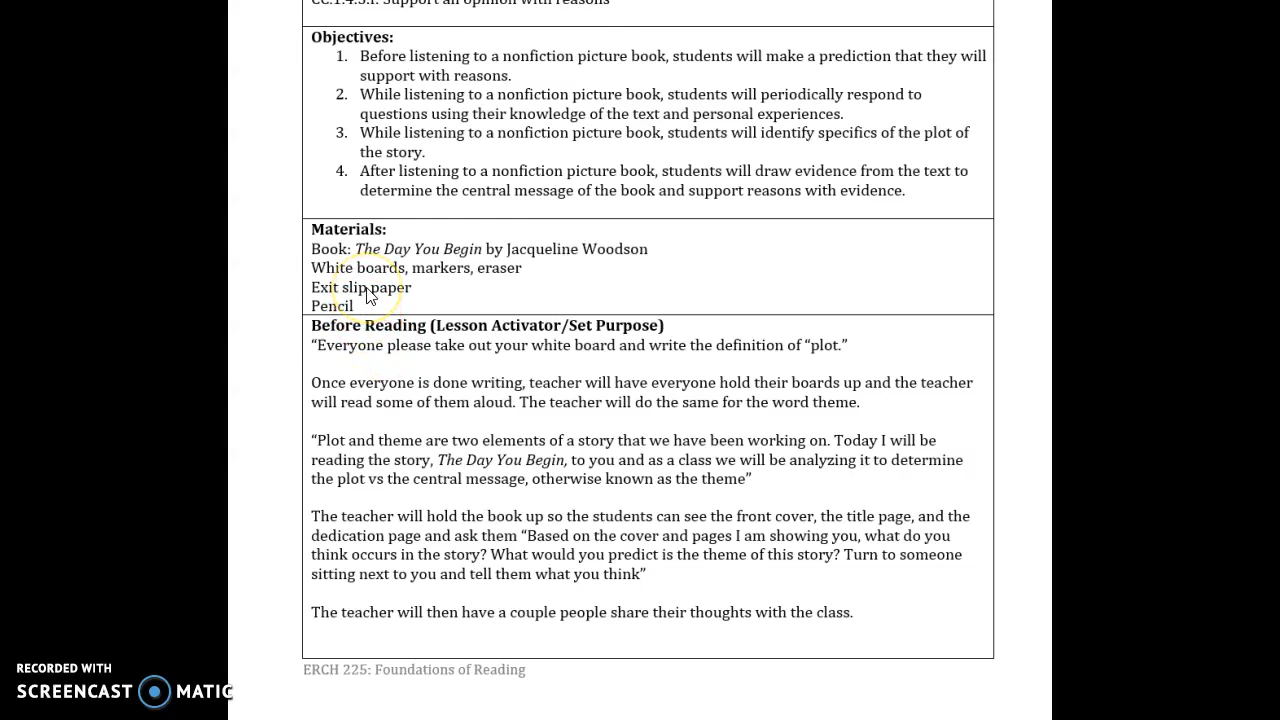 CC.1.4.3.I: Support an opinion with reasons
Objectives:
1. Before listening to a nonfiction picture book, students will make a prediction that they will
support with reasons.
2. While listening to a nonfiction picture book, students will periodically respond to
questions using their knowledge of the text and personal experiences.
3. While listening to a nonfiction picture book, students will identify specifics of the plot of
the story.
4. After listening to a nonfiction picture book, students will draw evidence from the text to
determine the central message of the book and support reasons with evidence.
Materials:
Book: The Day You Begin by Jacqueline Woodson
White boards, markers, eraser
Exit slip paper
Pencil
Before Reading (Lesson Activator/Set Purpose)
“Everyone please take out your white board and write the definition of “plot.”
Once everyone is done writing, teacher will have everyone hold their boards up and the teacher
will read some of them aloud. The teacher will do the same for the word theme.
“Plot and theme are two elements of a story that we have been working on. Today I will be
reading the story, The Day You Begin, to you and as a class we will be analyzing it to determine
the plot vs the central message, otherwise known as the theme”
The teacher will hold the book up so the students can see the front cover, the title page, and the
dedication page and ask them “Based on the cover and pages I am showing you, what do you
think occurs in the story? What would you predict is the theme of this story? Turn to someone
sitting next to you and tell them what you think”
The teacher will then have a couple people share their thoughts with the class.
ERCH 225: Foundations of Reading
RECORDED WITH
SCREENCAST MATIC